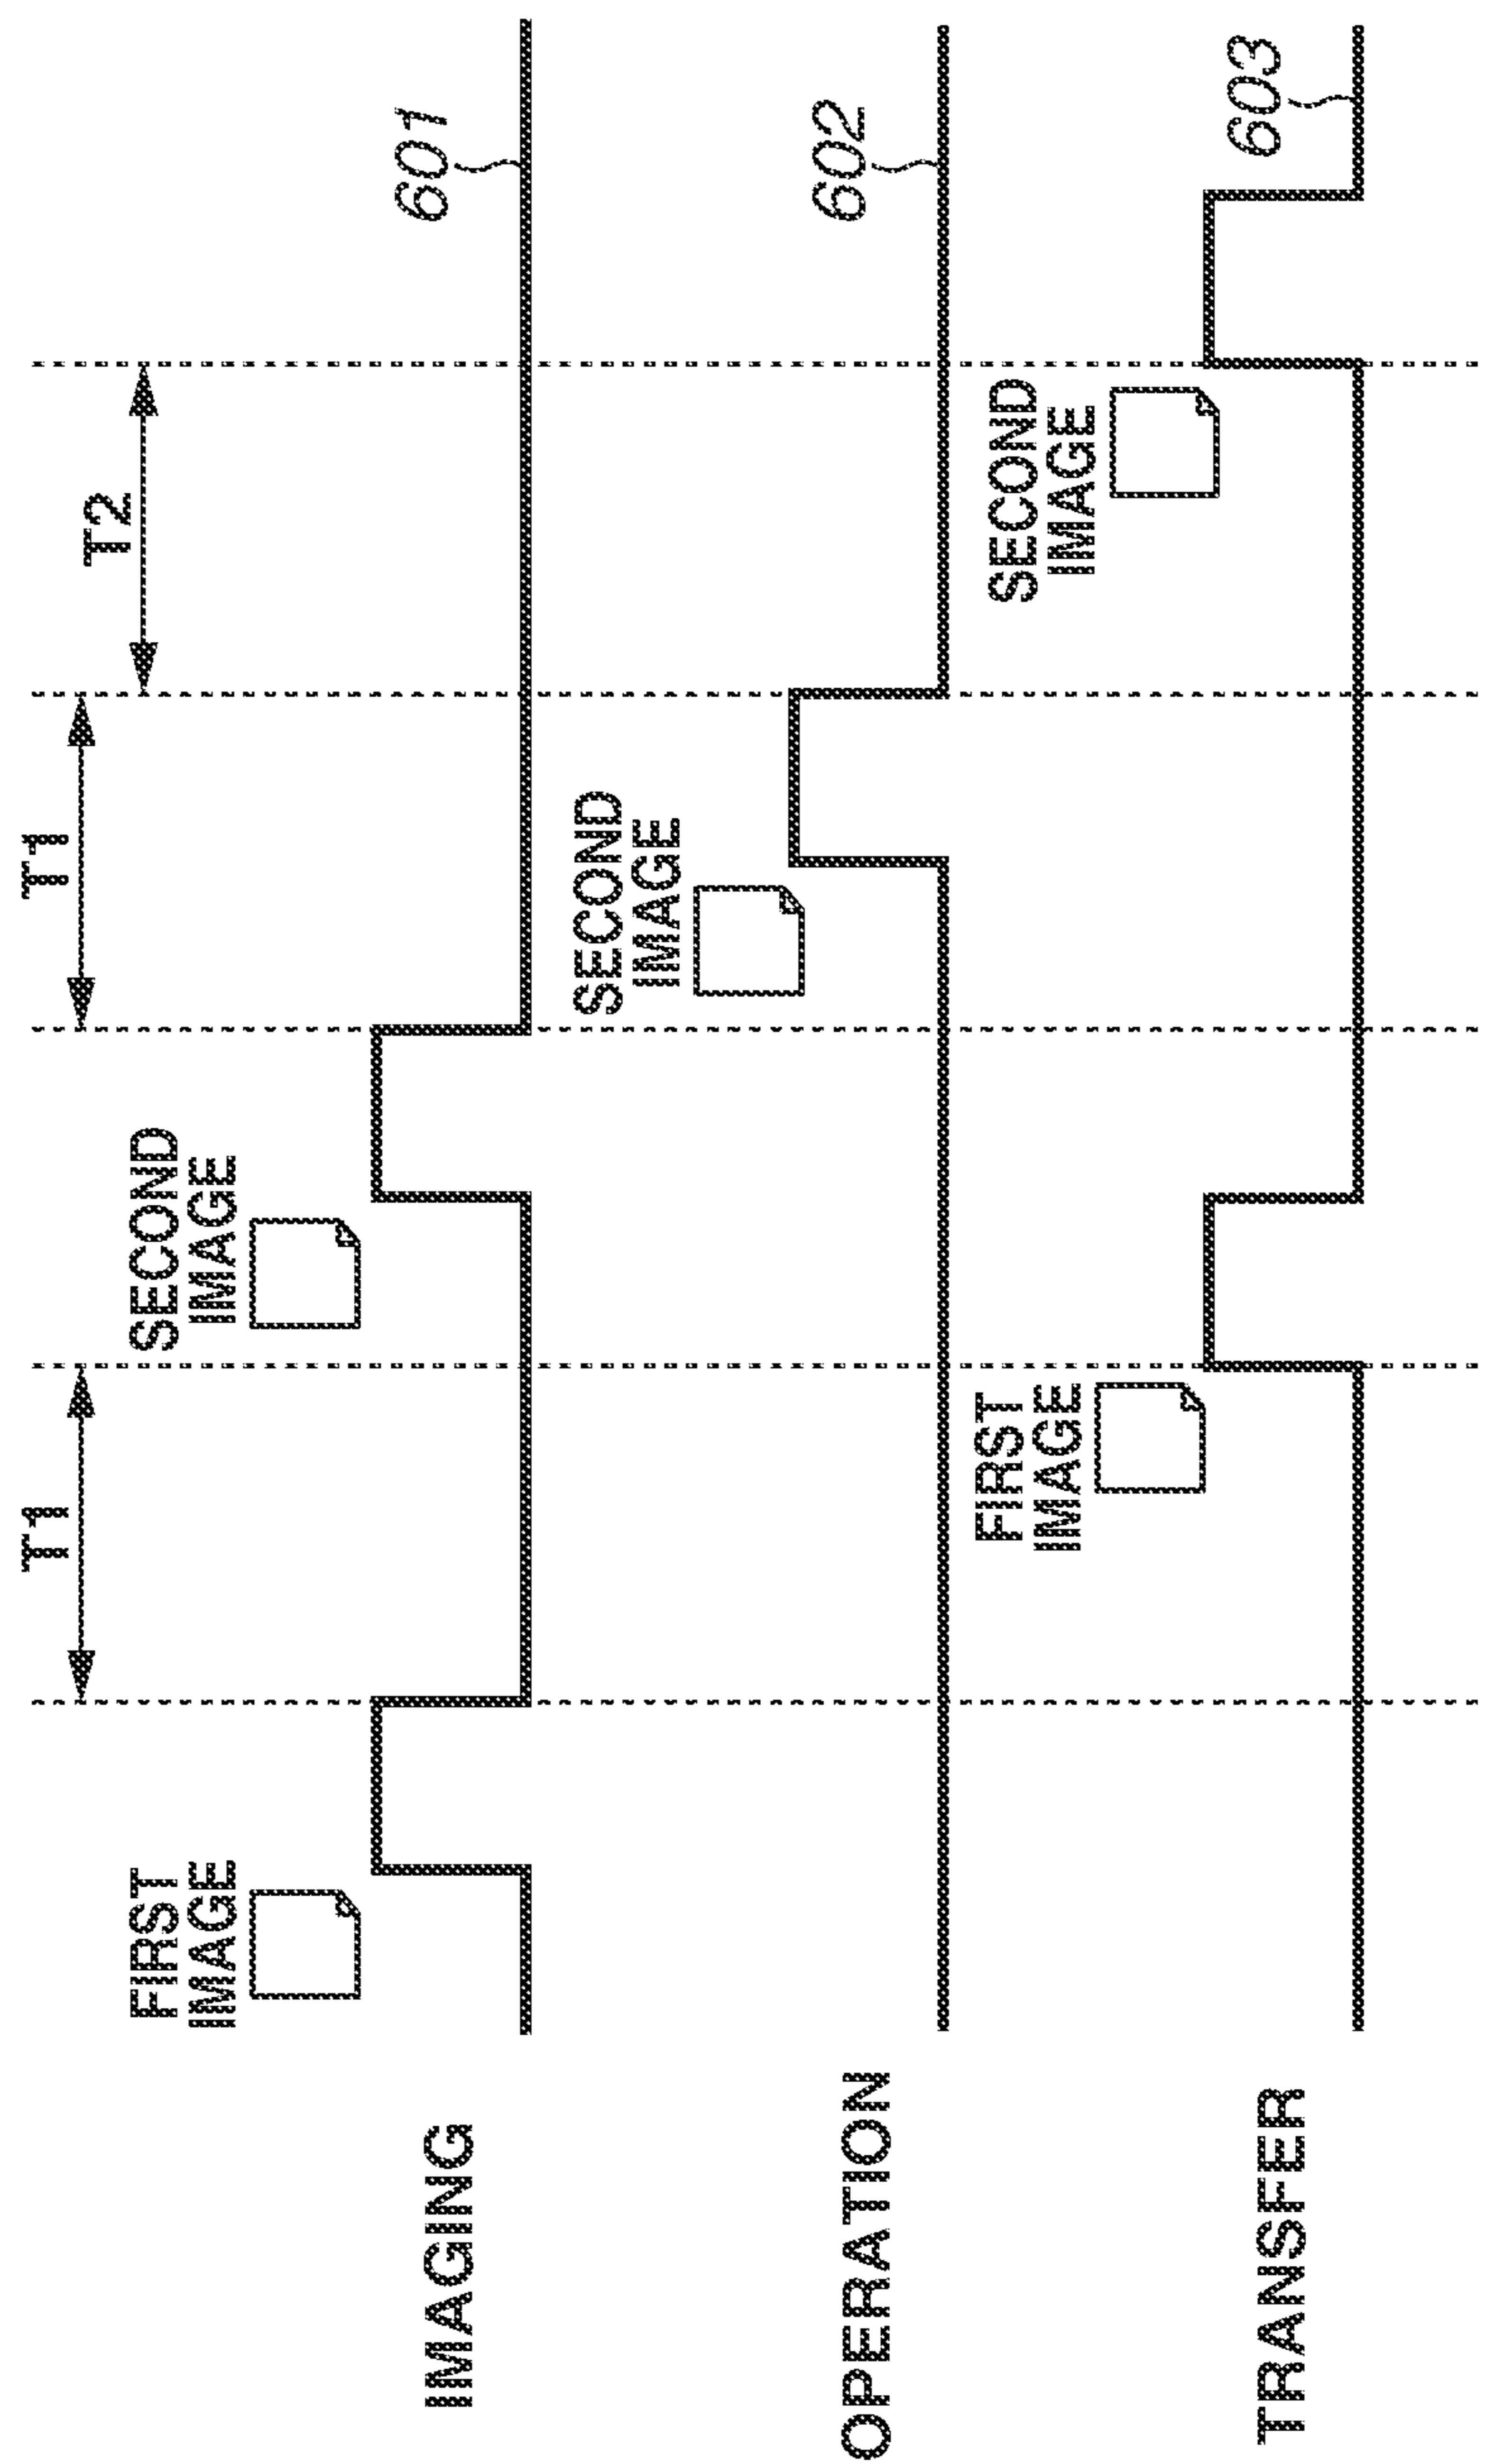 T1
T1
T2
FIRST
IMAGE
SECOND
IMAGE
601
IMAGING
SECOND
IMAGE
602
OPERATION
FIRST
IMAGE
SECOND
IMAGE
603
TRANSFER